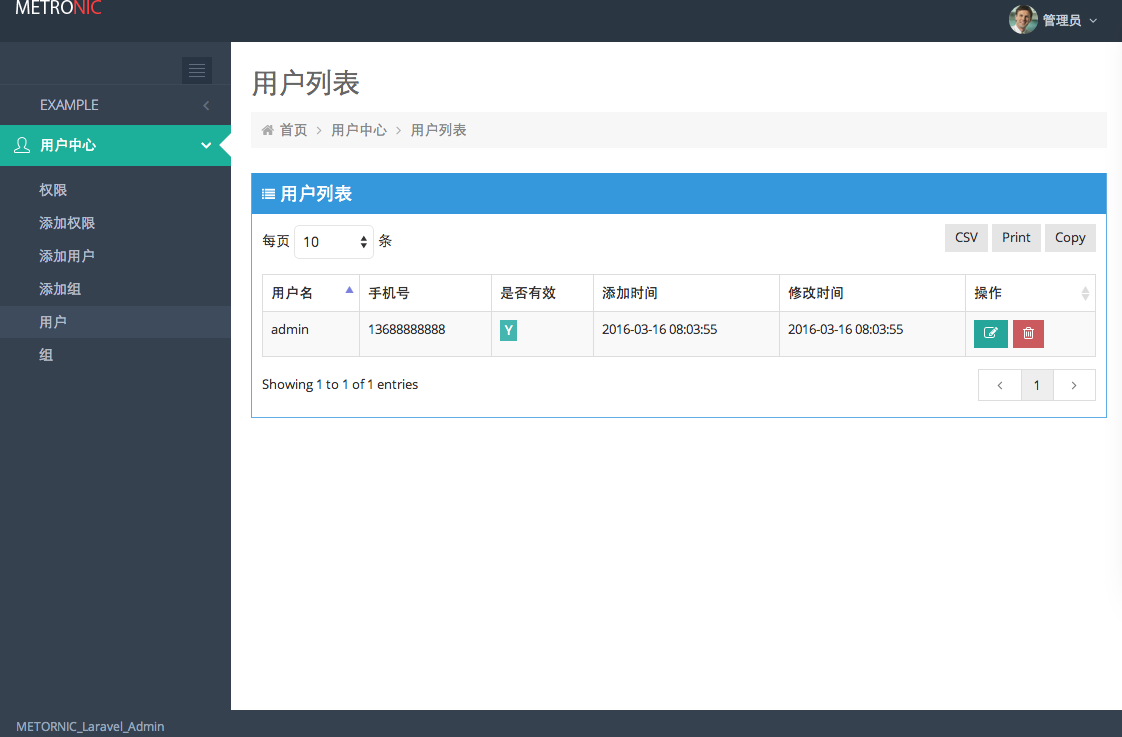 METRONIC
管理员
EXAMPLE
用户中心
权限
添加权限
添加用户
添加组
用户
组
用户列表
首页 > 用户中心 > 用户列表
用户列表
每页 10 条
CSV Print Copy
用户名 手机号 是否有效 添加时间 修改时间 操作
admin 13688888888 Y 2016-03-16 08:03:55 2016-03-16 08:03:55
Showing 1 to 1 of 1 entries
< 1 >
METORNIC_Laravel_Admin